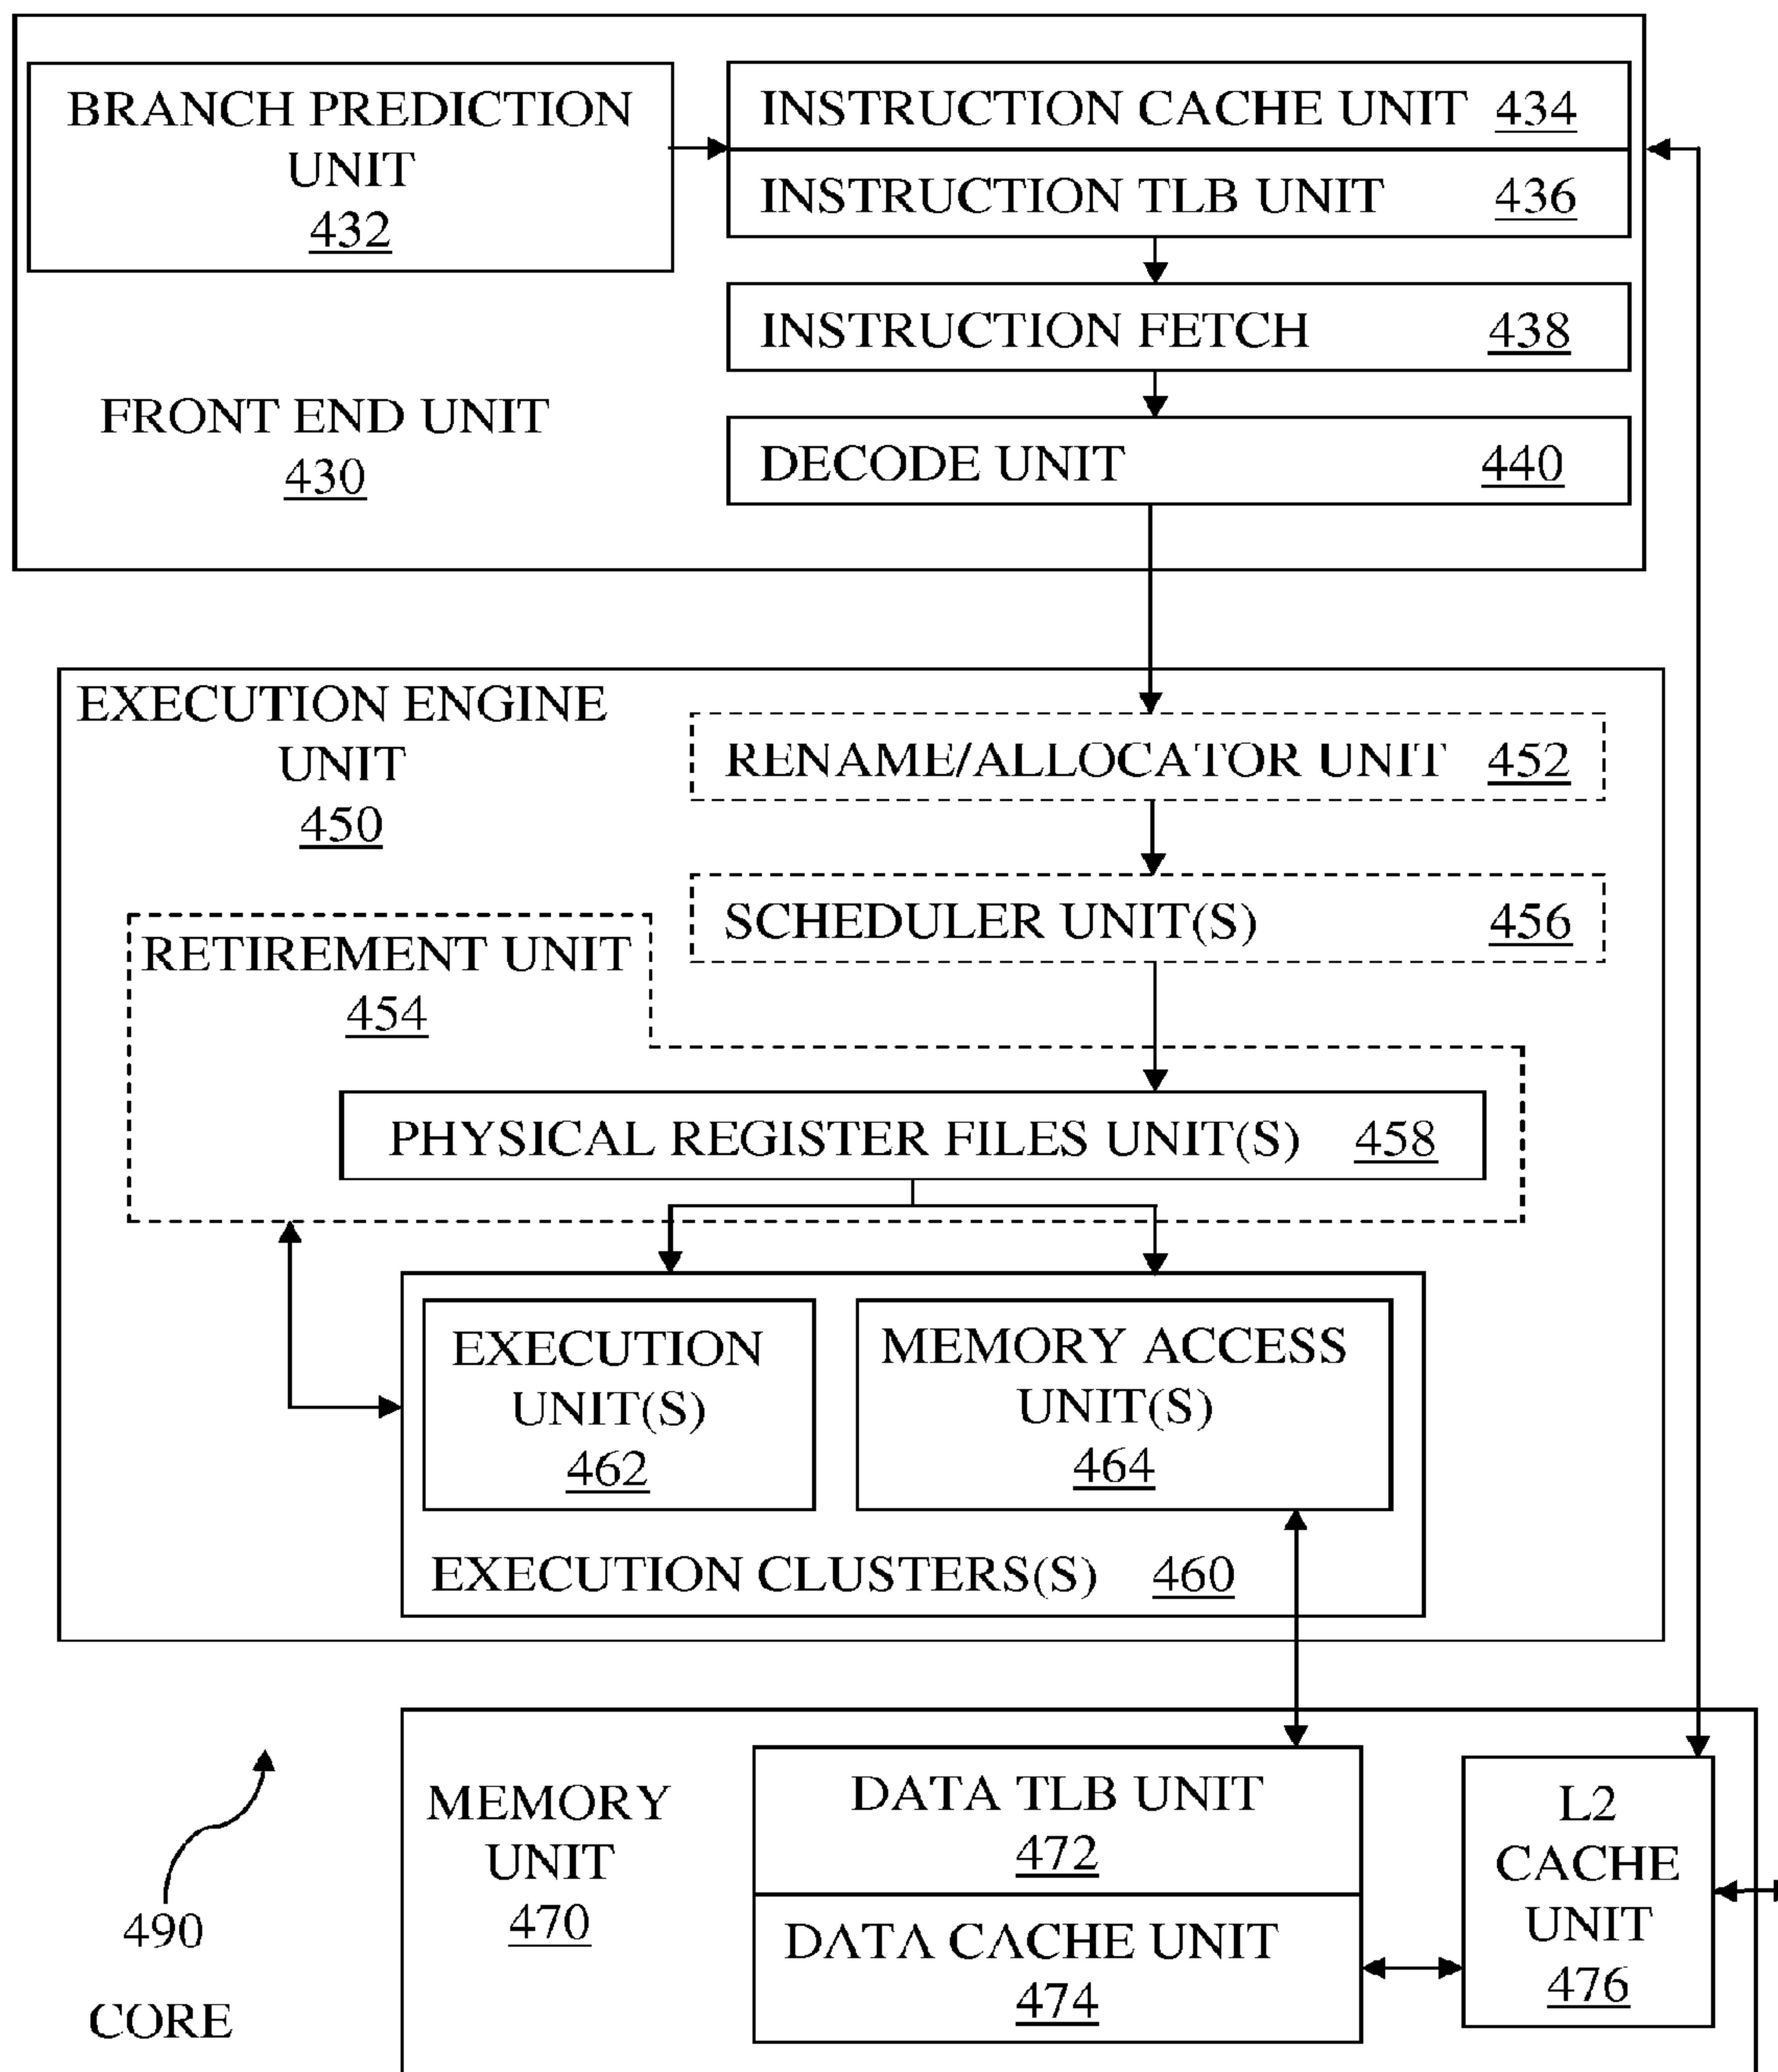 BRANCH PREDICTION
UNIT
432
INSTRUCTION CACHE UNIT 434
INSTRUCTION TLB UNIT 436
INSTRUCTION FETCH 438
FRONT END UNIT
430
DECODE UNIT 440
EXECUTION ENGINE
UNIT
450
RENAME/ALLOCATOR UNIT 452
SCHEDULER UNIT(S) 456
RETIREMENT UNIT
454
PHYSICAL REGISTER FILES UNIT(S) 458
EXECUTION
UNIT(S)
462
MEMORY ACCESS
UNIT(S)
464
EXECUTION CLUSTERS(S) 460
MEMORY
UNIT
470
DATA TLB UNIT
472
DATA CACHE UNIT
474
L2
CACHE
UNIT
476
490
CORE